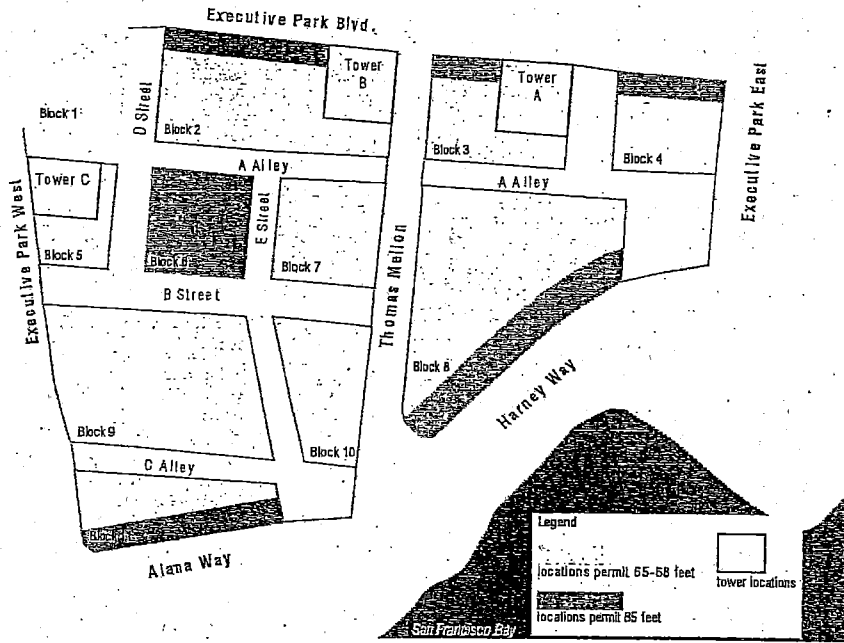 Executive Park Blvd.
Tower
B
Tower
A
D Street
Block 1
Block 2
Block 3
Block 4
Executive Park East
A Alley
A Alley
Tower C
E Street
Executive Park West
Block 5
Block 6
Block 7
B Street
Thomas Mellon
Block 8
Harney Way
Block 9
Block 10
C Alley
Alana Way
Legend
locations permit 65-68 feet
tower locations
locations permit 85 feet
San Francisco Bay